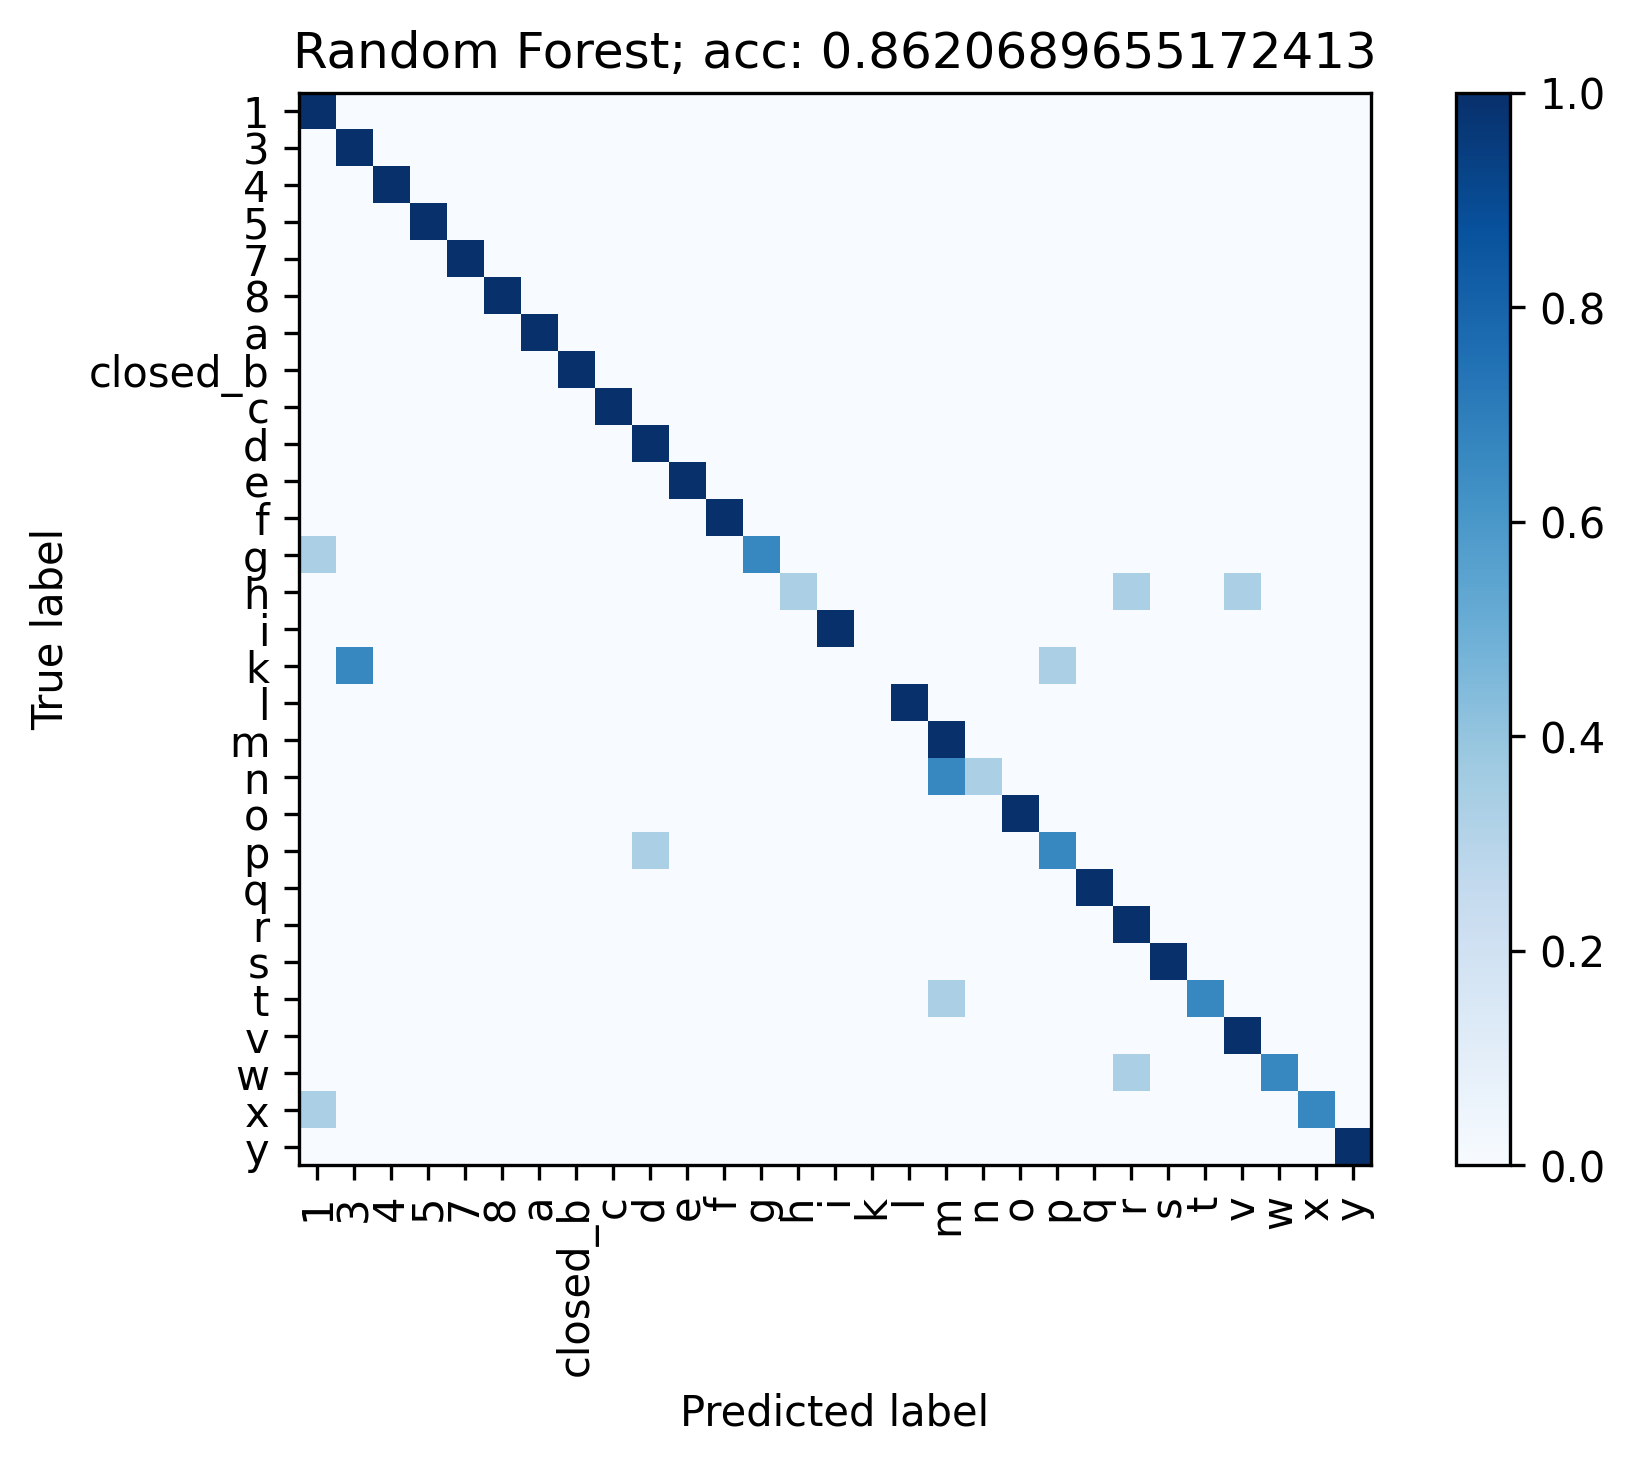 Random Forest; acc: 0.8620689655172413
True label
1
3
4
5
7
8
a
closed_b
c
d
e
f
g
h
i
k
l
m
n
o
p
q
r
s
t
v
w
x
y
1 3 4 5 7 8 a closed_b c d e f g h i k l m n o p q r s t v w x y
Predicted label
1.0
0.8
0.6
0.4
0.2
0.0